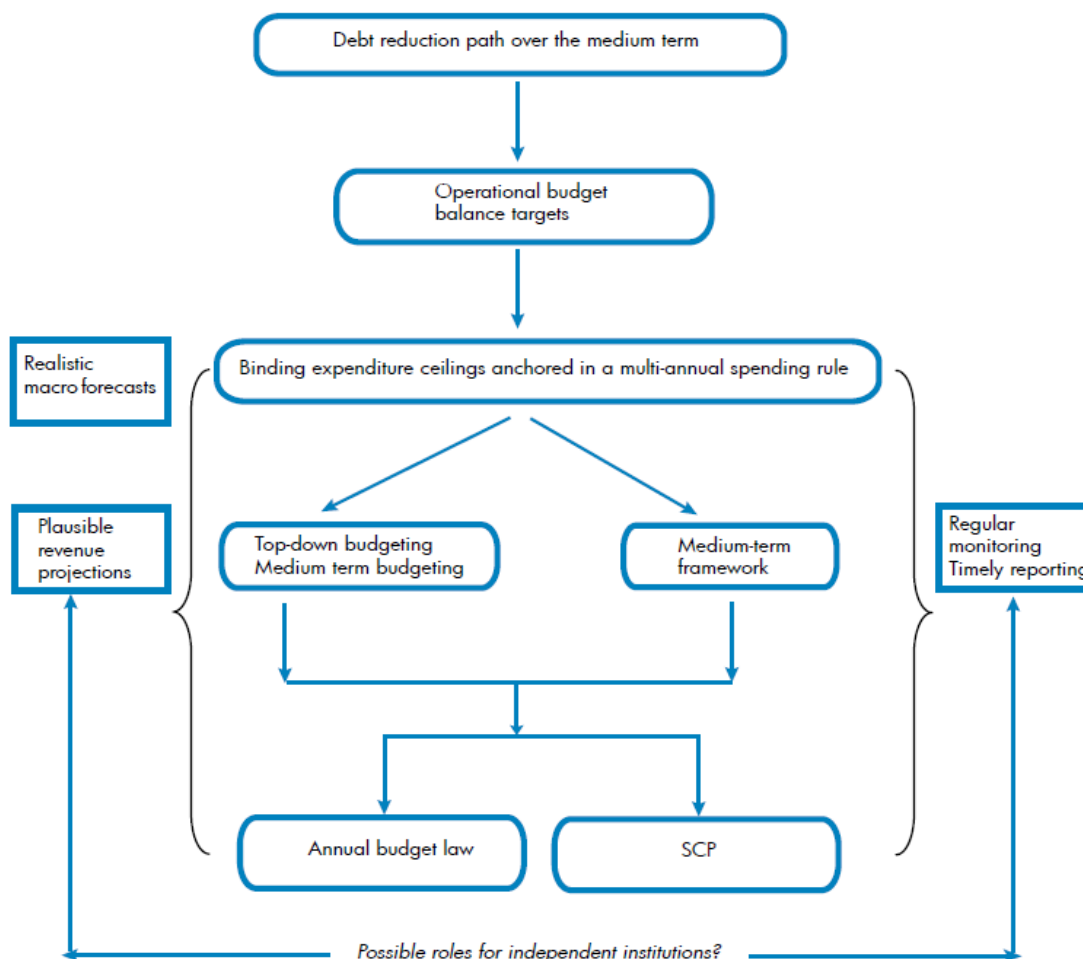 Debt reduction path over the medium term
Operational budget
balance targets
Realistic
macro forecasts
Binding expenditure ceilings anchored in a multi-annual spending rule
Plausible
revenue
projections
Top-down budgeting
Medium term budgeting
Medium-term
framework
Regular
monitoring
Timely reporting
Annual budget law
SCP
Possible roles for independent institutions?